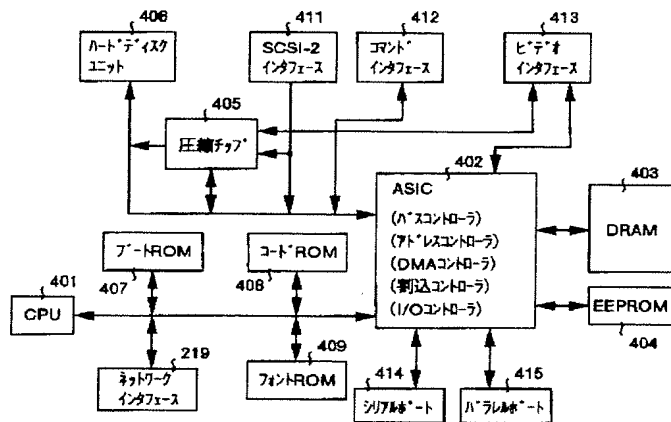 406
ハードディスク
ユニット
411
SCSI-2
インタフェース
412
コマンド
インタフェース
413
ビデオ
インタフェース
405
圧縮チップ
402
ASIC
(バスコントローラ)
(アドレスコントローラ)
(DMAコントローラ)
(割込コントローラ)
(I/Oコントローラ)
403
DRAM
ブートROM
407
コードROM
408
401
CPU
EEPROM
404
219
ネットワーク
インタフェース
409
フォントROM
414
シリアルポート
415
パラレルポート